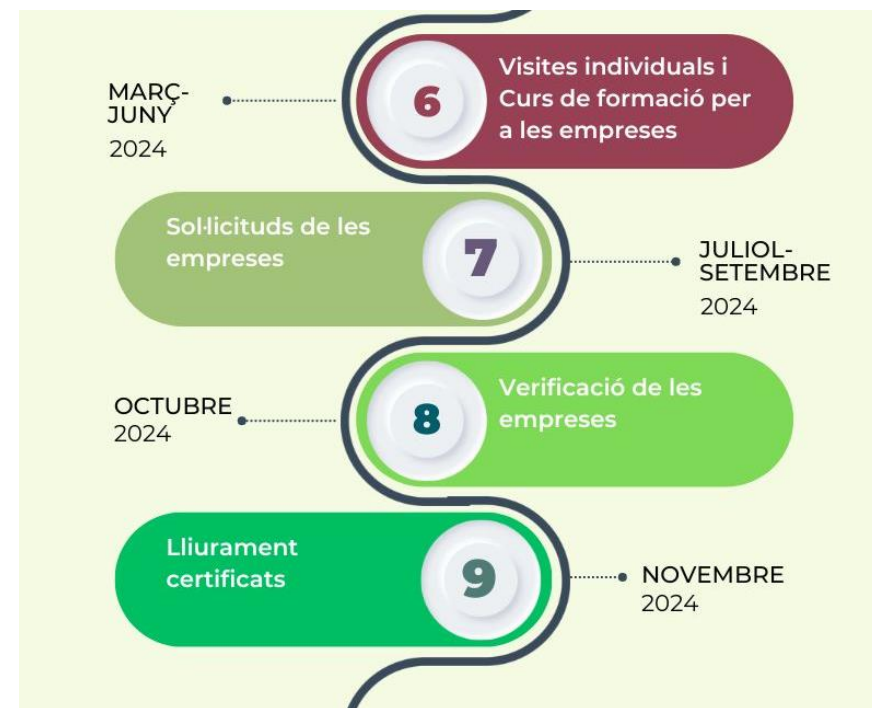 MARÇ-
JUNY
2024
6
Visites individuals i
Curs de formació per
a les empreses
Sol·licituds de les
empreses
7
JULIOL-
SETEMBRE
2024
OCTUBRE
2024
8
Verificació de les
empreses
Lliurament
certificats
9
NOVEMBRE
2024